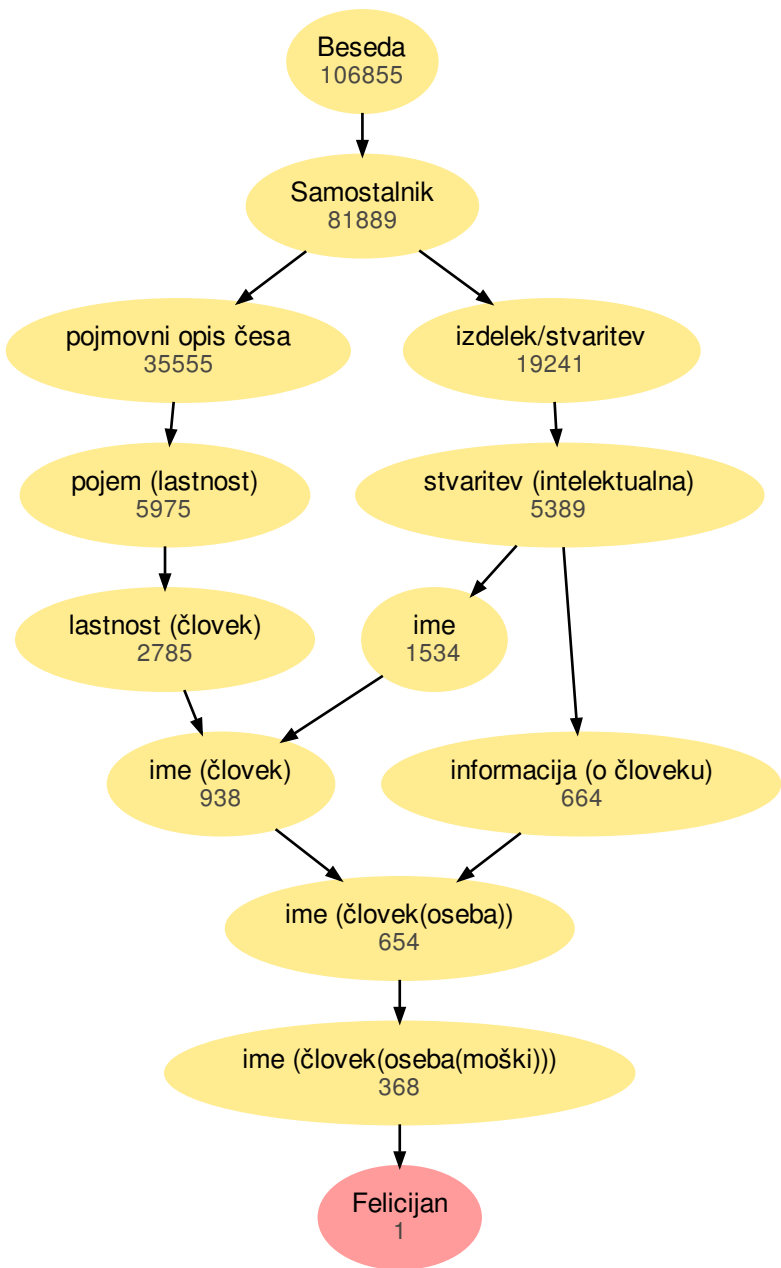 Beseda
106855
Samostalnik
81889
pojmovni opis česa
35555
izdelek/stvaritev
19241
pojem (lastnost)
5975
stvaritev (intelektualna)
5389
lastnost (človek)
2785
ime
1534
ime (človek)
938
informacija (o človeku)
664
ime (človek(oseba))
654
ime (človek(oseba(moški)))
368
Felicijan
1